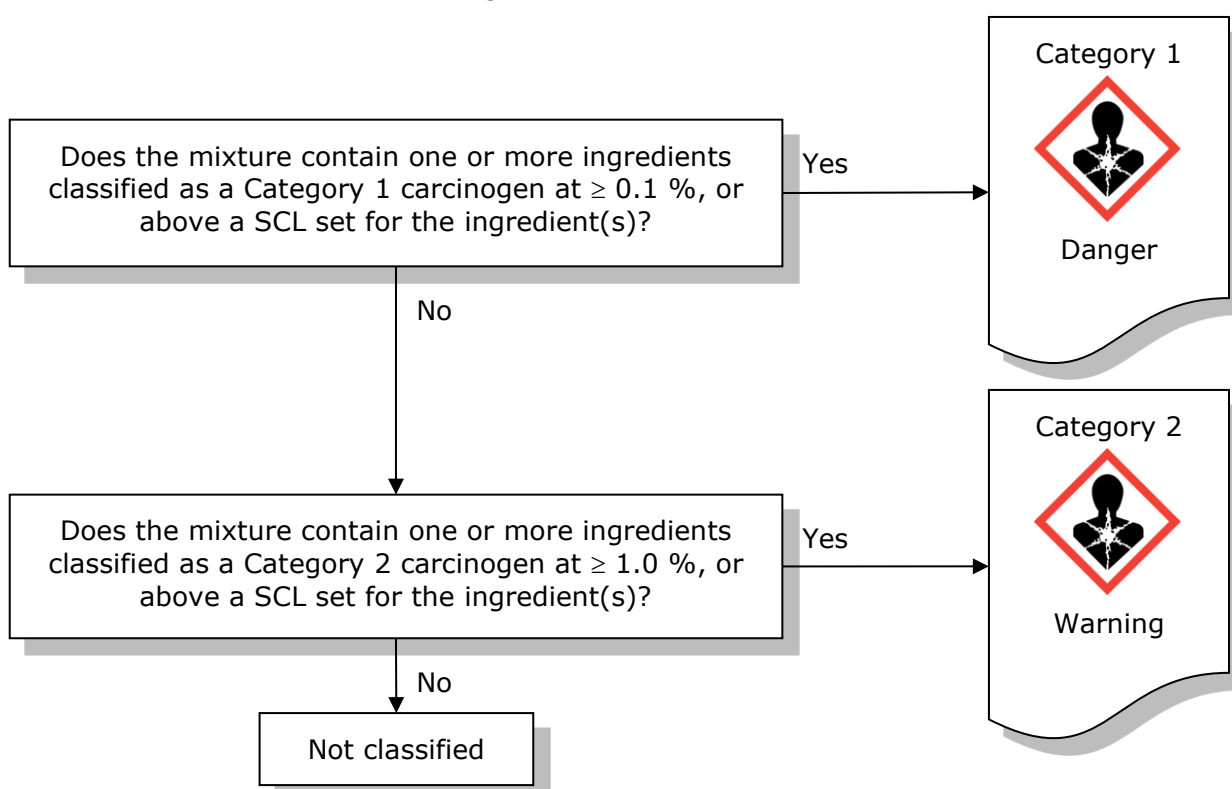 Category 1
Does the mixture contain one or more ingredients
classified as a Category 1 carcinogen at ≥ 0.1 %, or
above a SCL set for the ingredient(s)?
Yes
Danger
No
Category 2
Does the mixture contain one or more ingredients
classified as a Category 2 carcinogen at ≥ 1.0 %, or
above a SCL set for the ingredient(s)?
Yes
Warning
No
Not classified